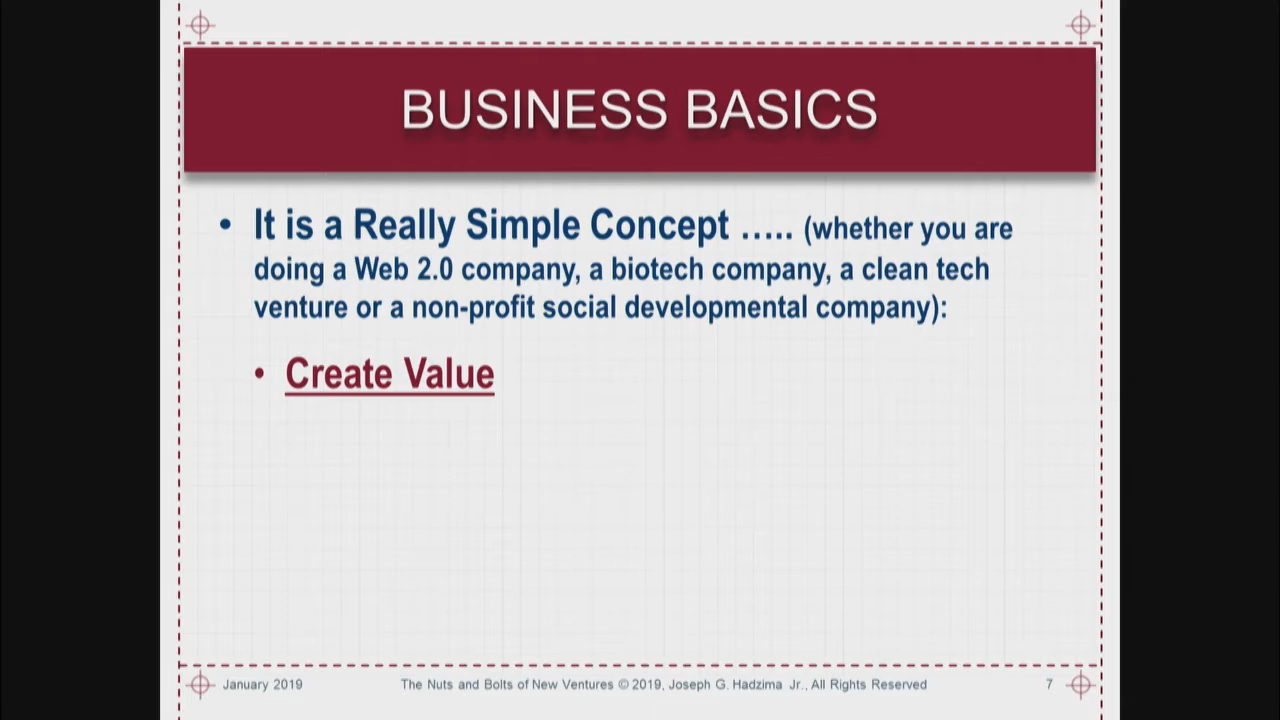 BUSINESS BASICS
• It is a Really Simple Concept ….. (whether you are
doing a Web 2.0 company, a biotech company, a clean tech
venture or a non-profit social developmental company):
• Create Value
January 2019 The Nuts and Bolts of New Ventures © 2019, Joseph G. Hadzima Jr., All Rights Reserved 7